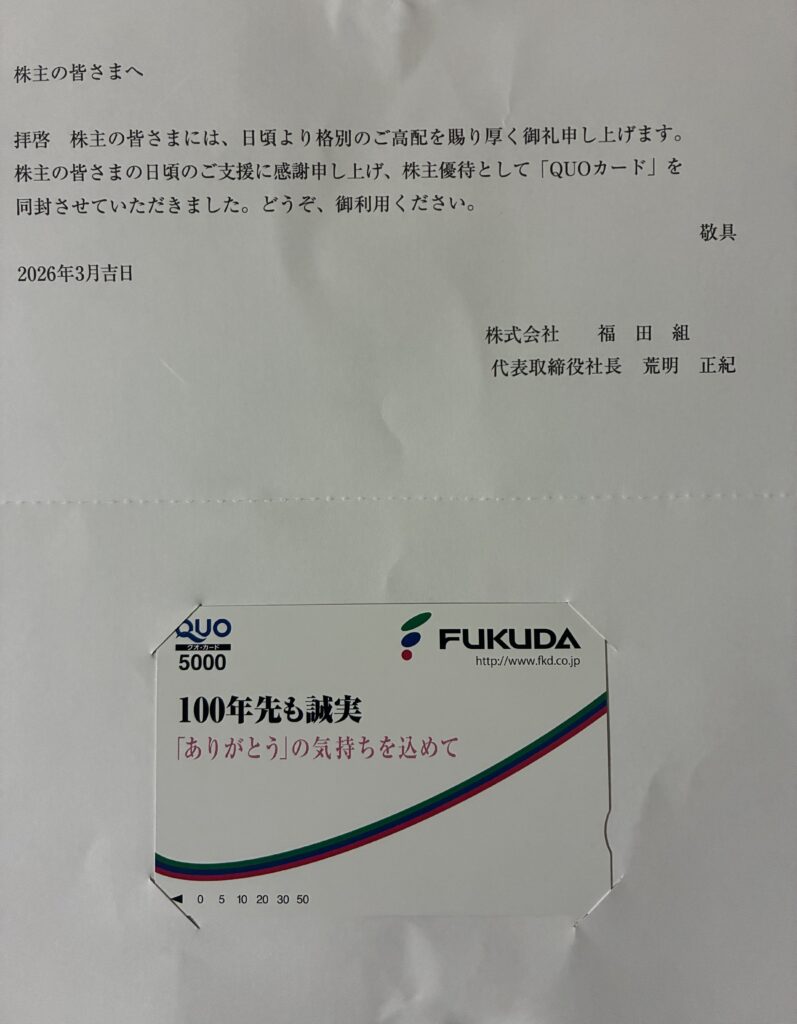 株主の皆さまへ
拝啓　株主の皆さまには、日頃より格別のご高配を賜り厚く御礼申し上げます。
株主の皆さまの日頃のご支援に感謝申し上げ、株主優待として「QUOカード」を
同封させていただきました。どうぞ、御利用ください。
敬具
2026年3月吉日
株式会社　福　田　組
代表取締役社長　荒明　正紀
QUO
クオ・カード
5000
FUKUDA
http://www.fkd.co.jp
100年先も誠実
「ありがとう」の気持ちを込めて
◀ 0 5 10 20 30 50